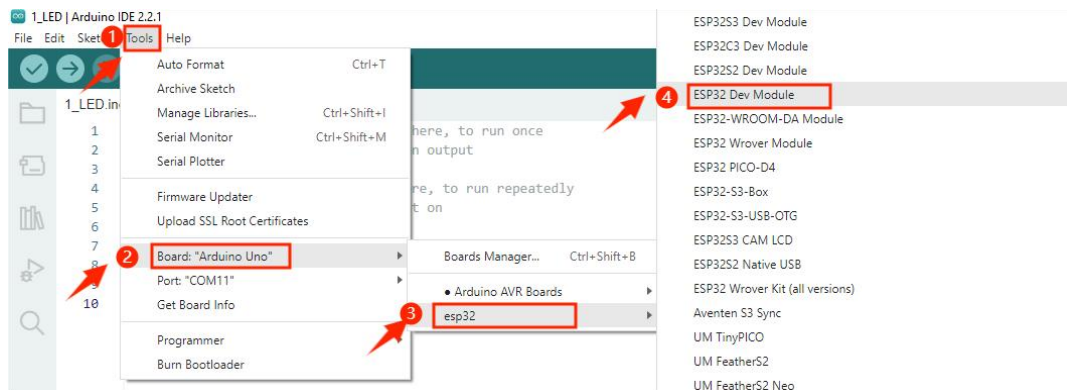 1_LED | Arduino IDE 2.2.1
File Edit Sket Tools Help
1
Auto Format Ctrl+T
Archive Sketch
Manage Libraries... Ctrl+Shift+I
Serial Monitor Ctrl+Shift+M
Serial Plotter
Firmware Updater
Upload SSL Root Certificates
2
Board: "Arduino Uno"
Port: "COM11"
Get Board Info
Programmer
Burn Bootloader
1_LED.in
1
2
3
4
5
6
7
8
9
10
here, to run once
n output
re, to run repeatedly
t on
Boards Manager... Ctrl+Shift+B
• Arduino AVR Boards
3
esp32
ESP32S3 Dev Module
ESP32C3 Dev Module
ESP32S2 Dev Module
4
ESP32 Dev Module
ESP32-WROOM-DA Module
ESP32 Wrover Module
ESP32 PICO-D4
ESP32-S3-Box
ESP32-S3-USB-OTG
ESP32S3 CAM LCD
ESP32S2 Native USB
ESP32 Wrover Kit (all versions)
Aventen S3 Sync
UM TinyPICO
UM FeatherS2
UM FeatherS2 Neo